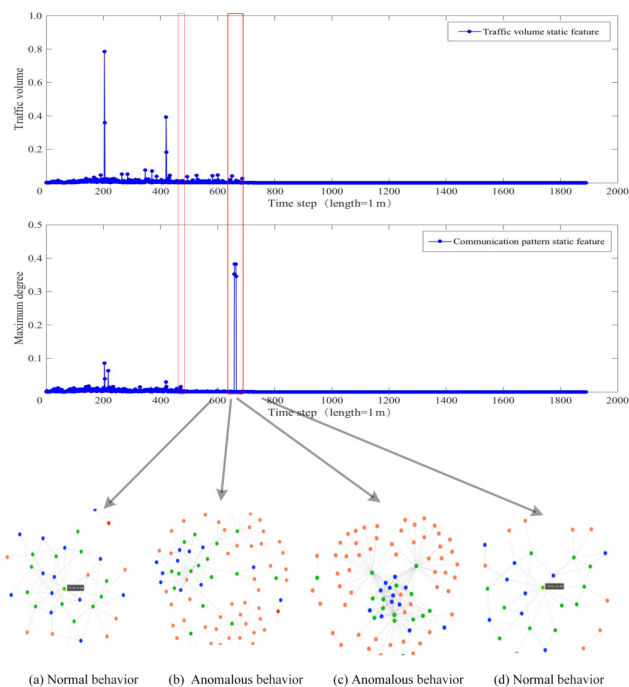 1.0
Traffic volume static feature
0.8
0.6
0.4
0.2
0
Traffic volume
0 200 400 600 800 1000 1200 1400 1600 1800 2000
Time step (length=1 m)
0.5
Communication pattern static feature
0.4
0.3
0.2
0.1
0
Maximum degree
0 200 400 600 800 1000 1200 1400 1600 1800 2000
Time step (length=1 m)
(a) Normal behavior (b) Anomalous behavior (c) Anomalous behavior (d) Normal behavior